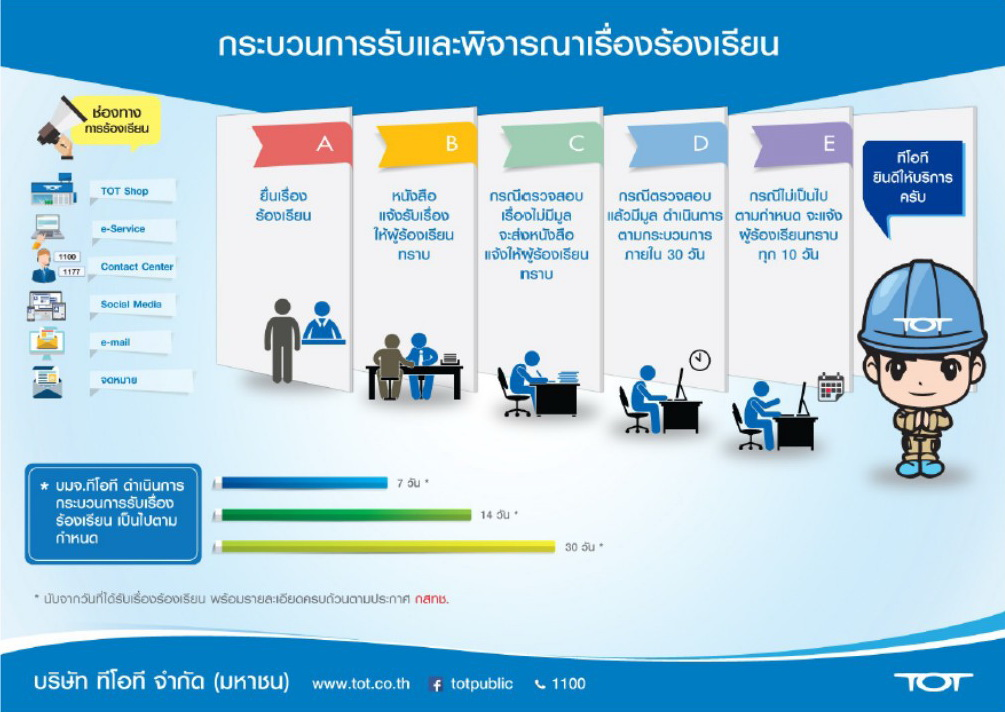 กระบวนการรับและพิจารณาเรื่องร้องเรียน
ช่องทาง
การร้องเรียน
TOT Shop
e-Service
1100
1177
Contact Center
Social Media
e-mail
จดหมาย
A
ยื่นเรื่อง
ร้องเรียน
B
หนังสือ
แจ้งรับเรื่อง
ให้ผู้ร้องเรียน
ทราบ
C
กรณีตรวจสอบ
เรื่องไม่มีมูล
จะส่งหนังสือ
แจ้งให้ผู้ร้องเรียน
ทราบ
D
กรณีตรวจสอบ
แล้วมีมูล ดำเนินการ
ตามกระบวนการ
ภายใน 30 วัน
E
กรณีไม่เป็นไป
ตามกำหนด จะแจ้ง
ผู้ร้องเรียนทราบ
ทุก 10 วัน
ทีโอที
ยินดีให้บริการ
ครับ
TOT
* บมจ.ทีโอที ดำเนินการ
กระบวนการรับเรื่อง
ร้องเรียน เป็นไปตาม
กำหนด
7 วัน *
14 วัน *
30 วัน *
* นับจากวันที่ได้รับเรื่องร้องเรียน พร้อมรายละเอียดครบถ้วนตามประกาศ กสทช.
บริษัท ทีโอที จำกัด (มหาชน) www.tot.co.th totpublic 1100
TOT